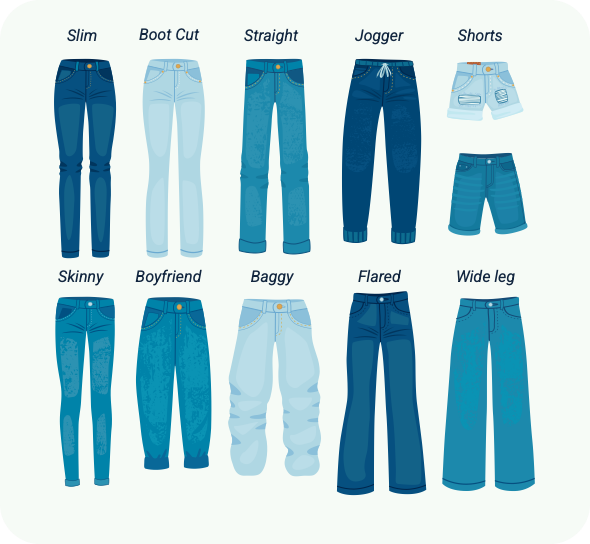 Slim
Boot Cut
Straight
Jogger
Shorts
Skinny
Boyfriend
Baggy
Flared
Wide leg